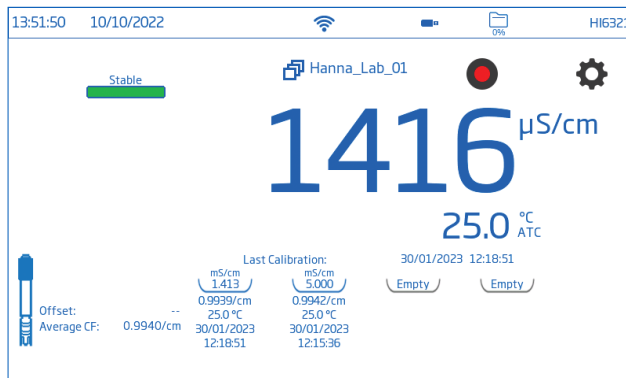 13:51:50 10/10/2022 HI6321
0%
Stable
Hanna_Lab_01
1416 µS/cm
25.0 °C
ATC
Last Calibration: 30/01/2023 12:18:51
mS/cm mS/cm
1.413 5.000 Empty Empty
0.9939/cm 0.9942/cm
Offset: -- 25.0 °C 25.0 °C
Average CF: 0.9940/cm 30/01/2023 30/01/2023
12:18:51 12:15:36